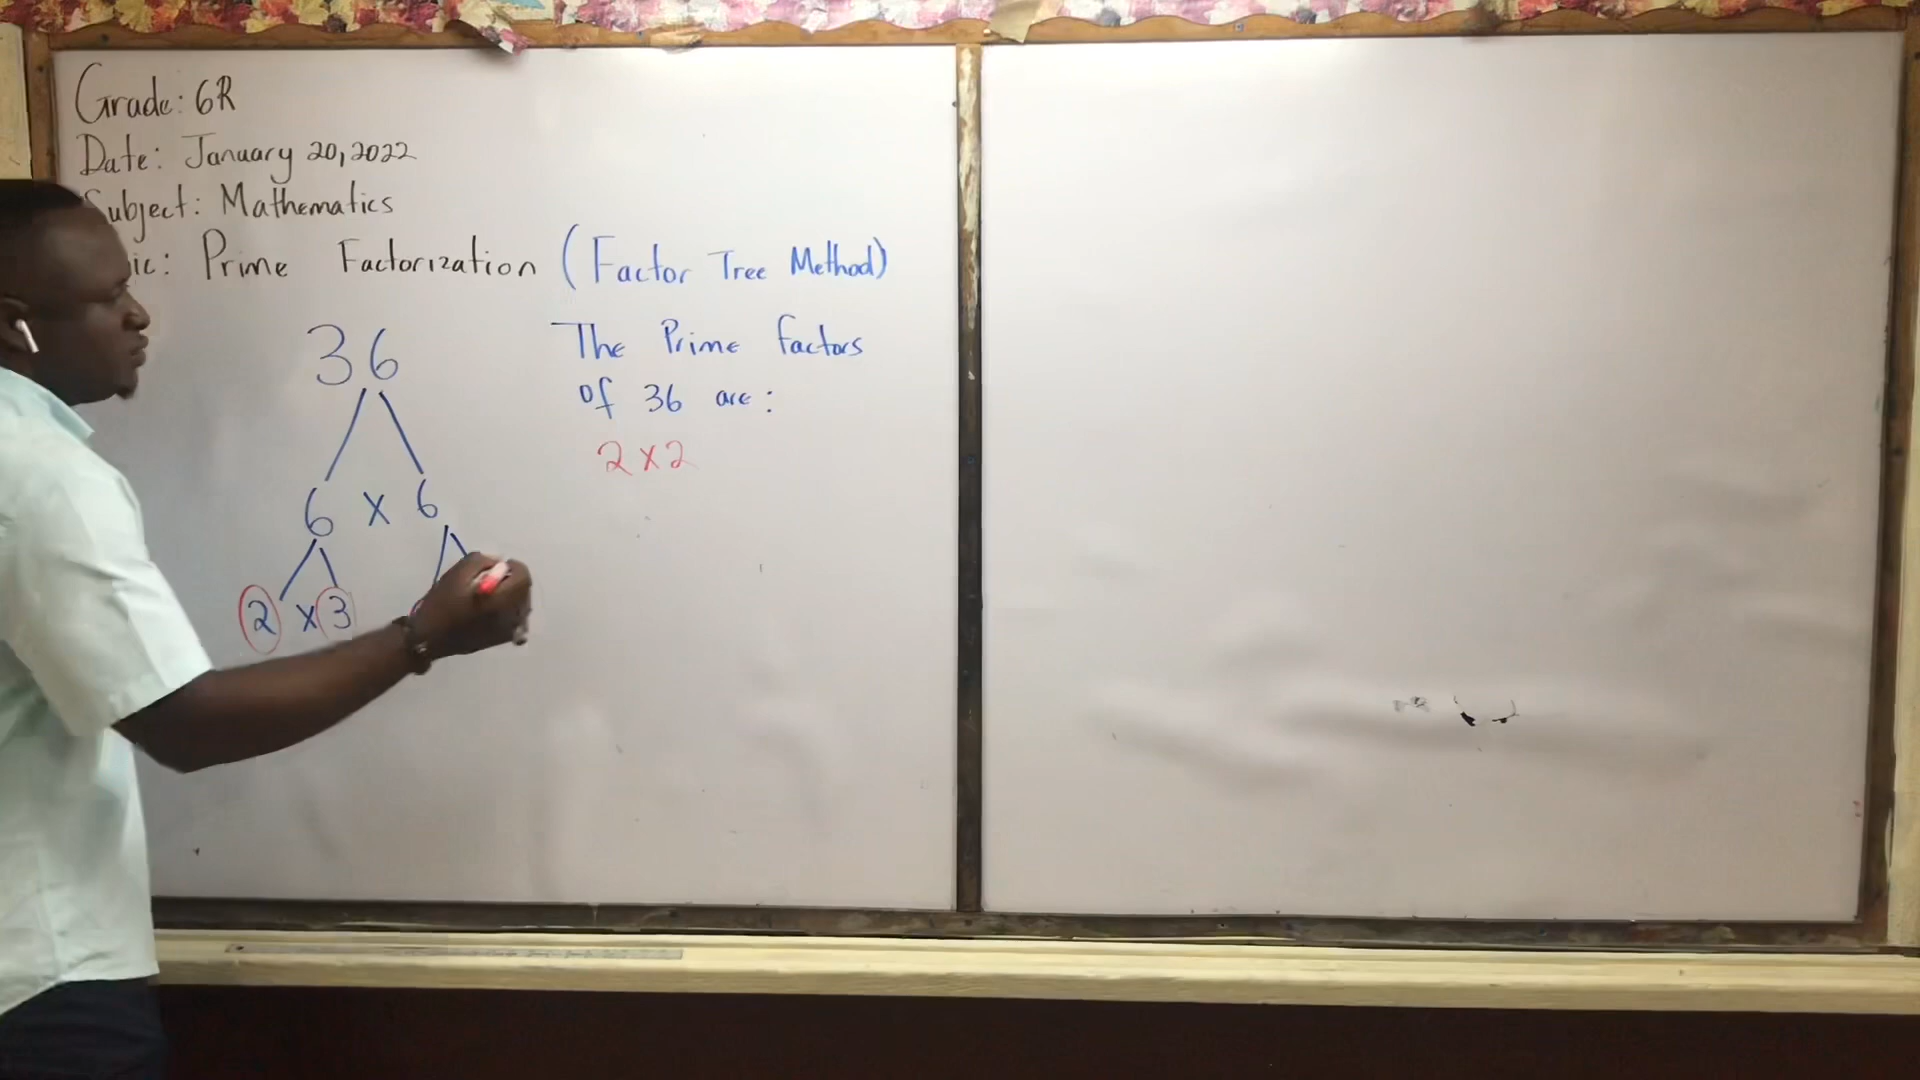 Grade: 6R
Date: January 20, 2022
Subject: Mathematics
Prime Factorization (Factor Tree Method)
36
The Prime factors
of 36 are:
2 x 2
6 x 6
2 x 3